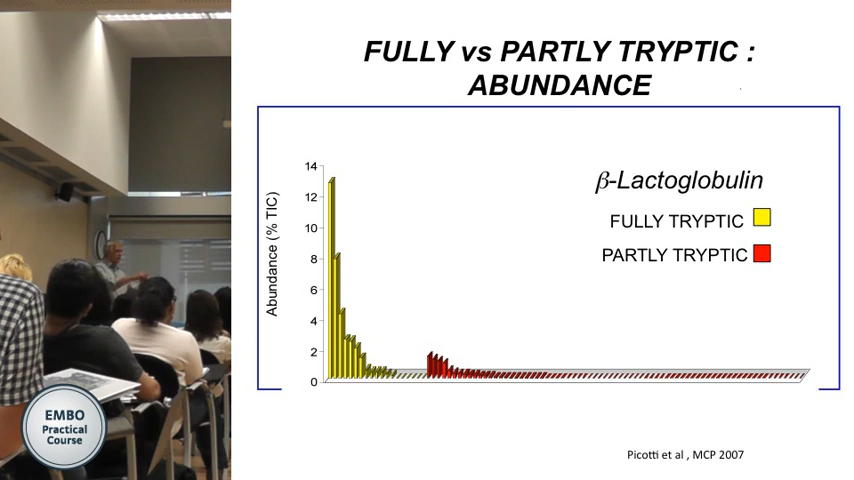 FULLY vs PARTLY TRYPTIC :
ABUNDANCE
β-Lactoglobulin
FULLY TRYPTIC
PARTLY TRYPTIC
Abundance (% TIC)
14
12
10
8
6
4
2
0
Picotti et al , MCP 2007
EMBO
Practical
Course